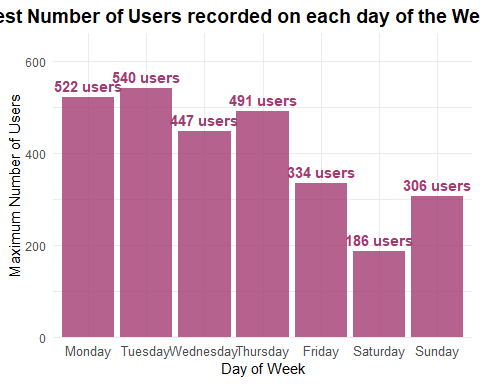 est Number of Users recorded on each day of the We
Maximum Number of Users
600
400
200
0
522 users
540 users
447 users
491 users
334 users
186 users
306 users
Monday Tuesday Wednesday Thursday Friday Saturday Sunday
Day of Week